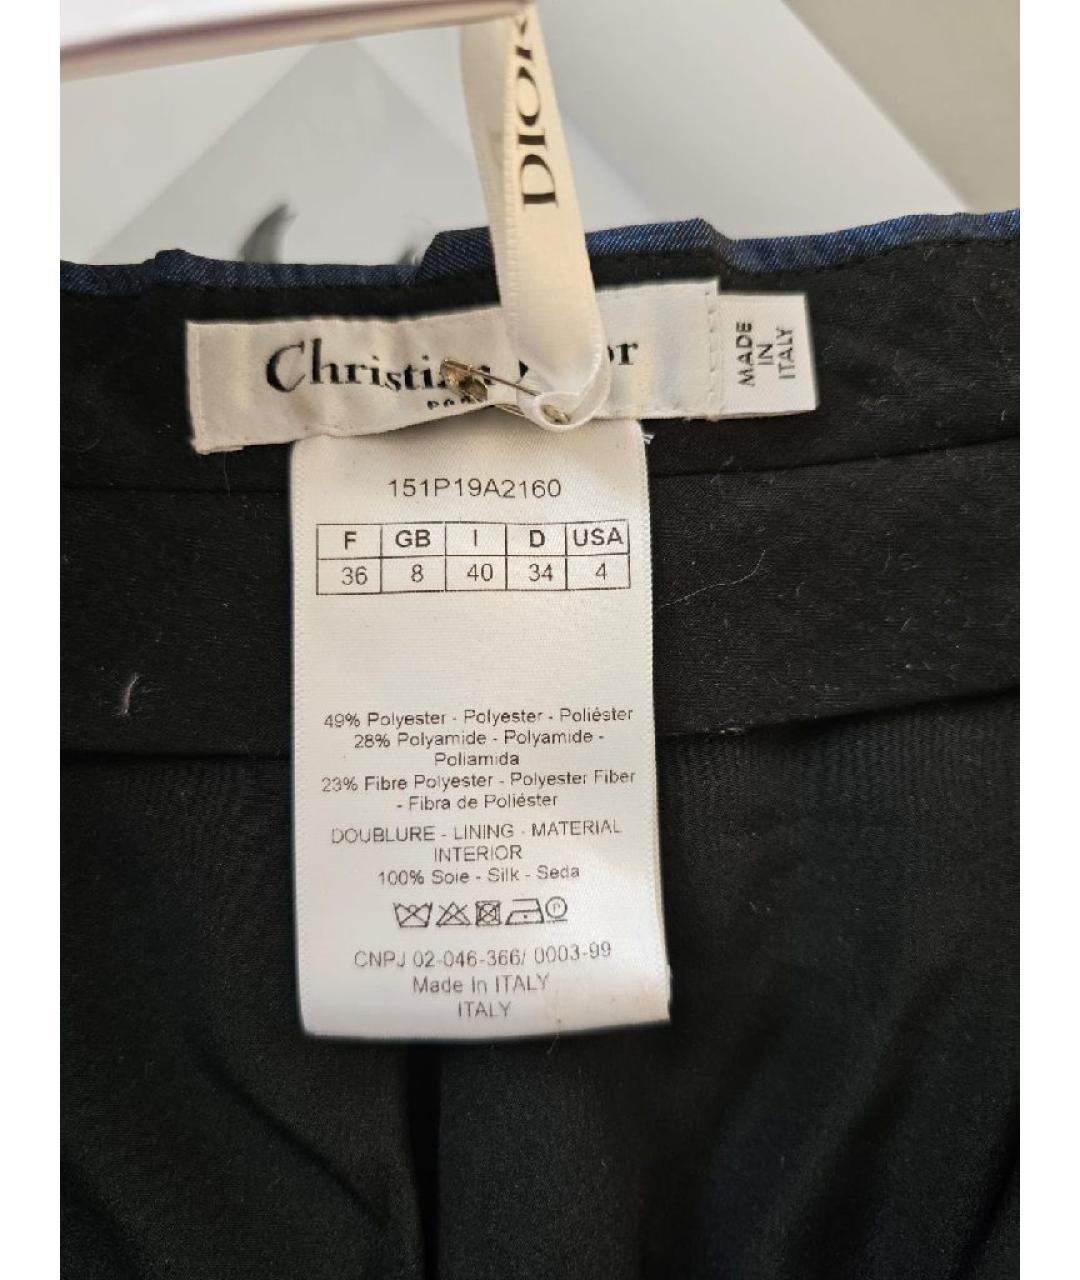 DIOR
Christian
151P19A2160
F GB I D USA
36 8 40 34 4
49% Polyester - Polyester - Poliéster
28% Polyamide - Polyamide -
Poliamida
23% Fibre Polyester - Polyester Fiber
- Fibra de Poliéster
DOUBLURE - LINING - MATERIAL
INTERIOR
100% Soie - Silk - Seda
P
CNPJ 02-046-366/ 0003-99
Made In ITALY
ITALY
MADE
IN
ITALY